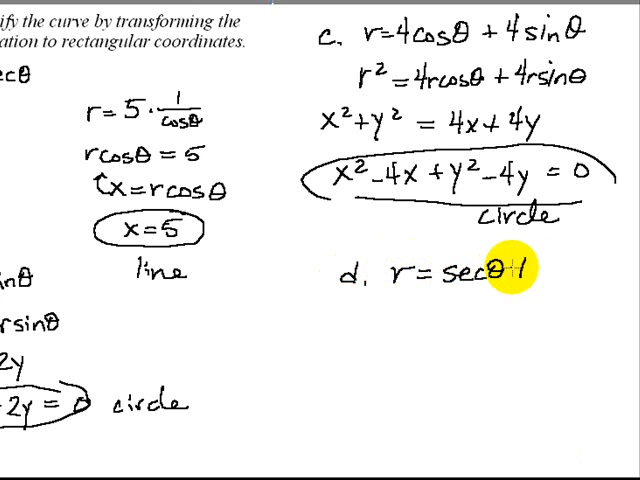 ify the curve by transforming the
ation to rectangular coordinates.
ecθ
r = 5 · 1/cosθ
r cosθ = 5
x = r cosθ
x = 5
line
inθ
rsinθ
2y
- 2y = 0 circle
c. r = 4cosθ + 4sinθ
r² = 4rcosθ + 4rsinθ
x² + y² = 4x + 4y
x² - 4x + y² - 4y = 0
circle
d. r = secθ